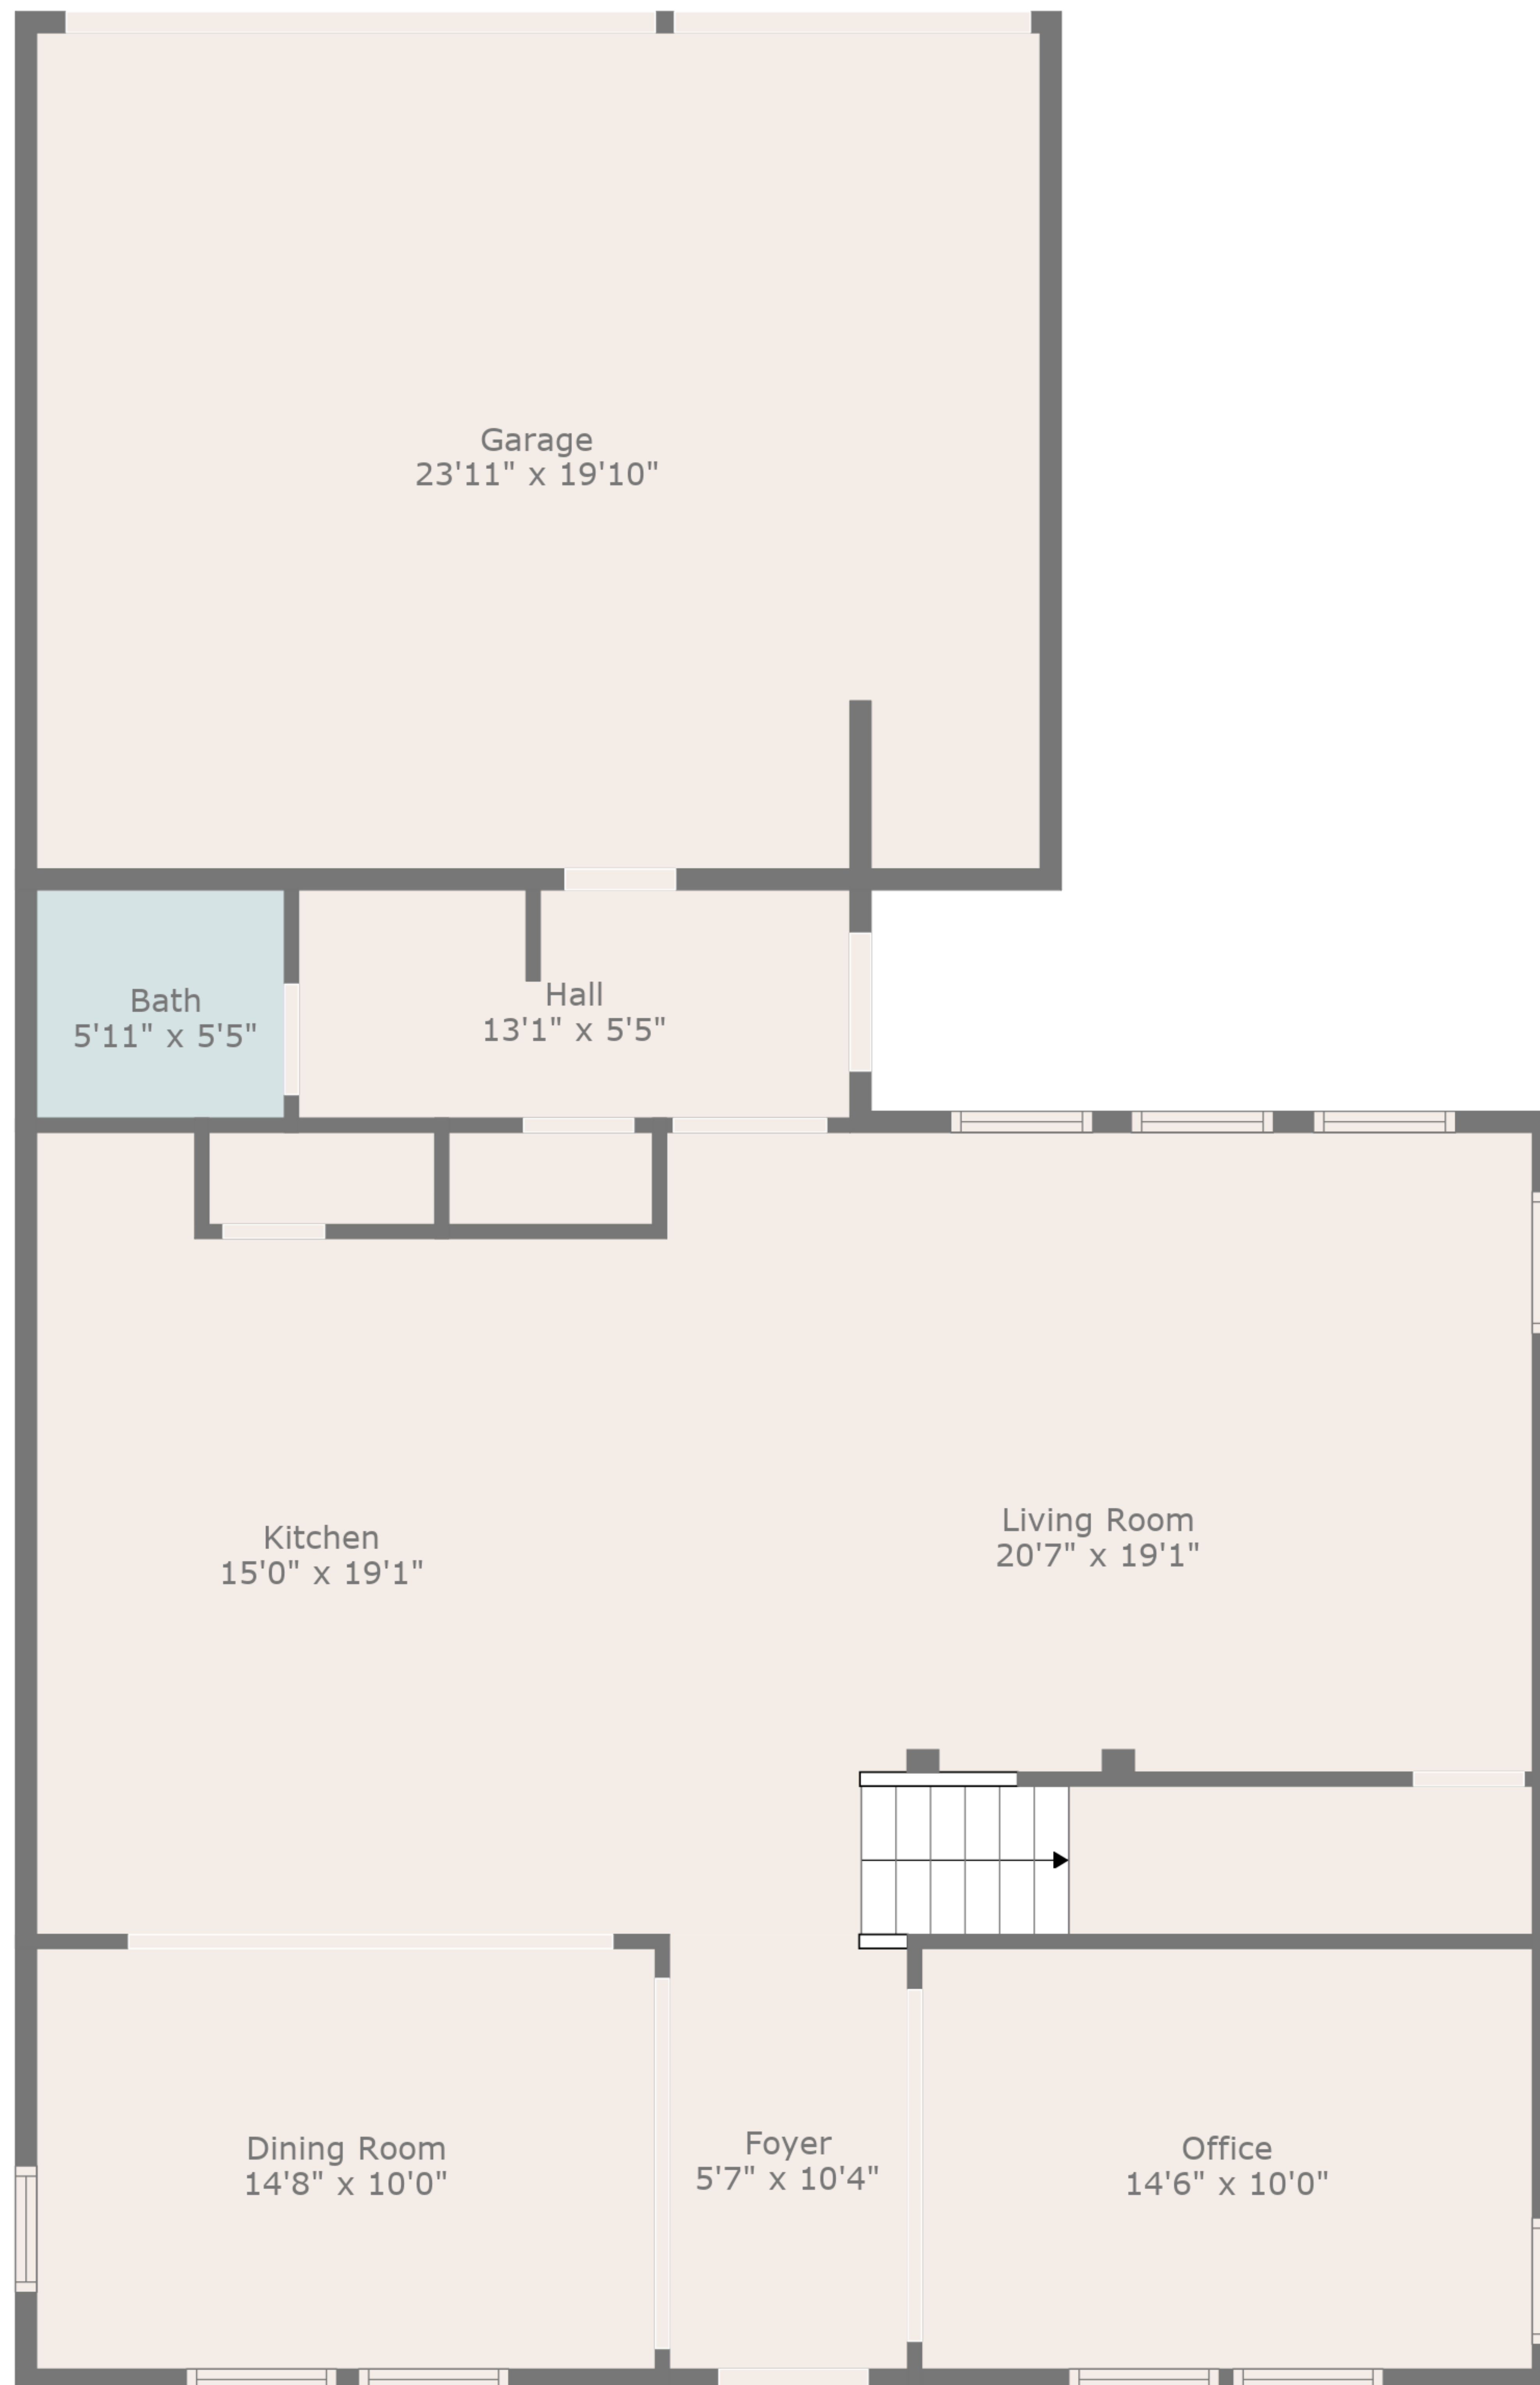 Garage
23'11" x 19'10"
Bath
5'11" x 5'5"
Hall
13'1" x 5'5"
Kitchen
15'0" x 19'1"
Living Room
20'7" x 19'1"
Dining Room
14'8" x 10'0"
Foyer
5'7" x 10'4"
Office
14'6" x 10'0"